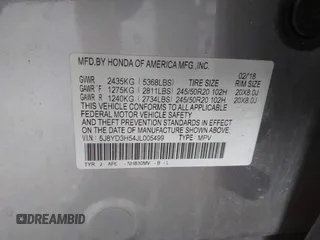 MFD.BY HONDA OF AMERICA MFG.,INC.
02/18
GVWR 2435KG ( 5368LBS) TIRE SIZE RIM SIZE
GAWR F 1275KG ( 2811LBS) 245/50R20 102H 20X8.0J
GAWR R 1240KG ( 2734LBS) 245/50R20 102H 20X8.0J
THIS VEHICLE CONFORMS TO ALL APPLICABLE
FEDERAL MOTOR VEHICLE SAFETY AND
THEFT PREVENTION STANDARDS IN EFFECT ON
THE DATE OF MANUFACTURE SHOWN ABOVE.
V.I.N: 5J8YD3H54JL005499 TYPE: MPV
DREAMBID